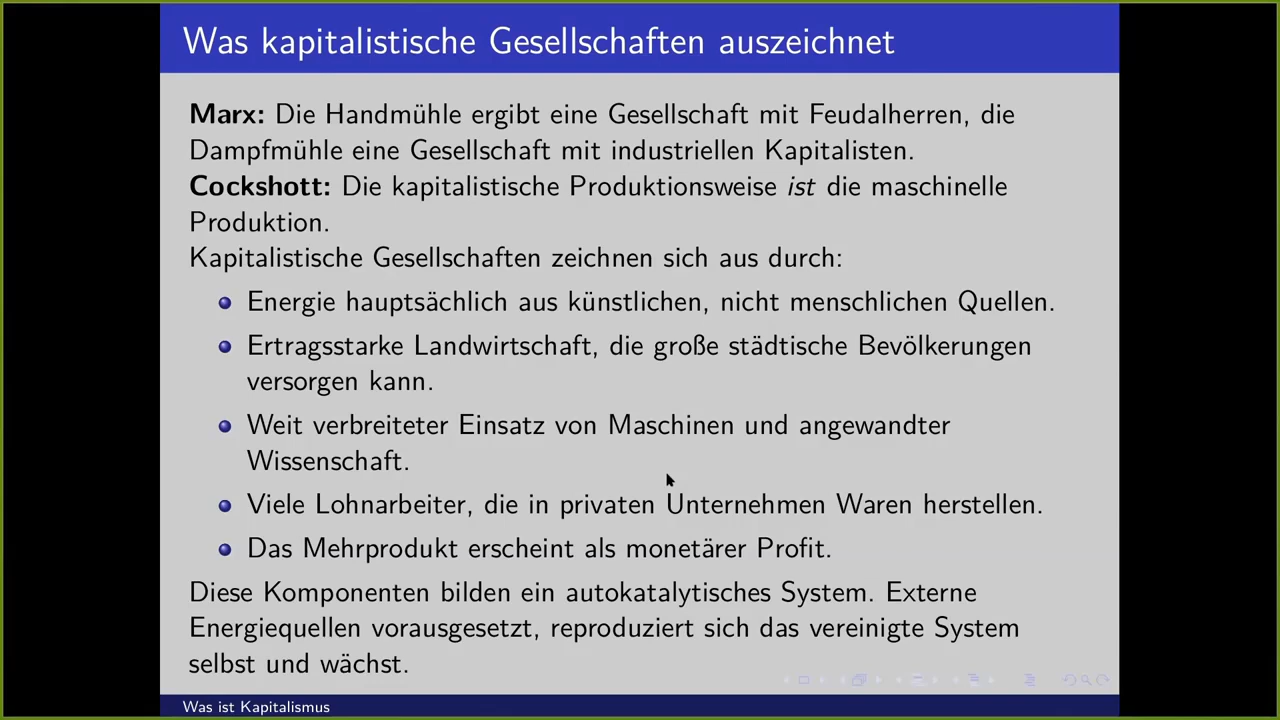 Was kapitalistische Gesellschaften auszeichnet
Marx: Die Handmühle ergibt eine Gesellschaft mit Feudalherren, die
Dampfmühle eine Gesellschaft mit industriellen Kapitalisten.
Cockshott: Die kapitalistische Produktionsweise ist die maschinelle
Produktion.
Kapitalistische Gesellschaften zeichnen sich aus durch:
Energie hauptsächlich aus künstlichen, nicht menschlichen Quellen.
Ertragsstarke Landwirtschaft, die große städtische Bevölkerungen
versorgen kann.
Weit verbreiteter Einsatz von Maschinen und angewandter
Wissenschaft.
Viele Lohnarbeiter, die in privaten Unternehmen Waren herstellen.
Das Mehrprodukt erscheint als monetärer Profit.
Diese Komponenten bilden ein autokatalytisches System. Externe
Energiequellen vorausgesetzt, reproduziert sich das vereinigte System
selbst und wächst.
Was ist Kapitalismus